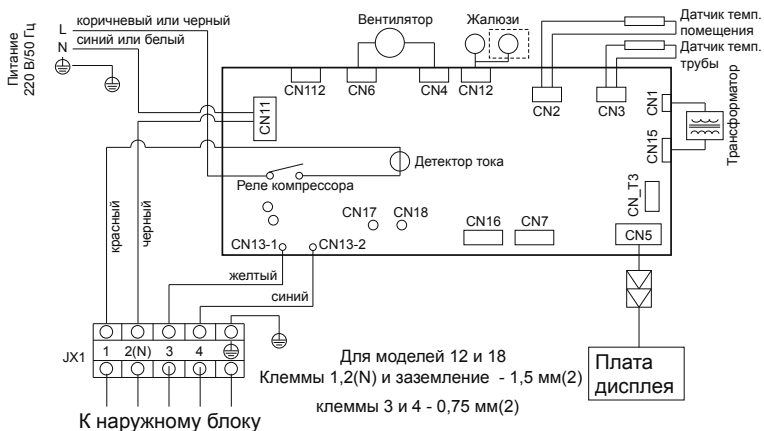 Питание
220 В/50 Гц
L
коричневый или черный
N
синий или белый
Вентилятор
Жалюзи
Датчик темп.
помещения
Датчик темп.
трубы
CN112
CN6
CN4
CN12
CN2
CN3
CN1
CN15
Трансформатор
CN11
Детектор тока
Реле компрессора
CN_T3
CN17
CN18
CN16
CN7
CN5
CN13-1
CN13-2
красный
черный
желтый
синий
JX1
1
2(N)
3
4
Для моделей 12 и 18
Клеммы 1,2(N) и заземление - 1,5 мм(2)
клеммы 3 и 4 - 0,75 мм(2)
Плата
дисплея
К наружному блоку